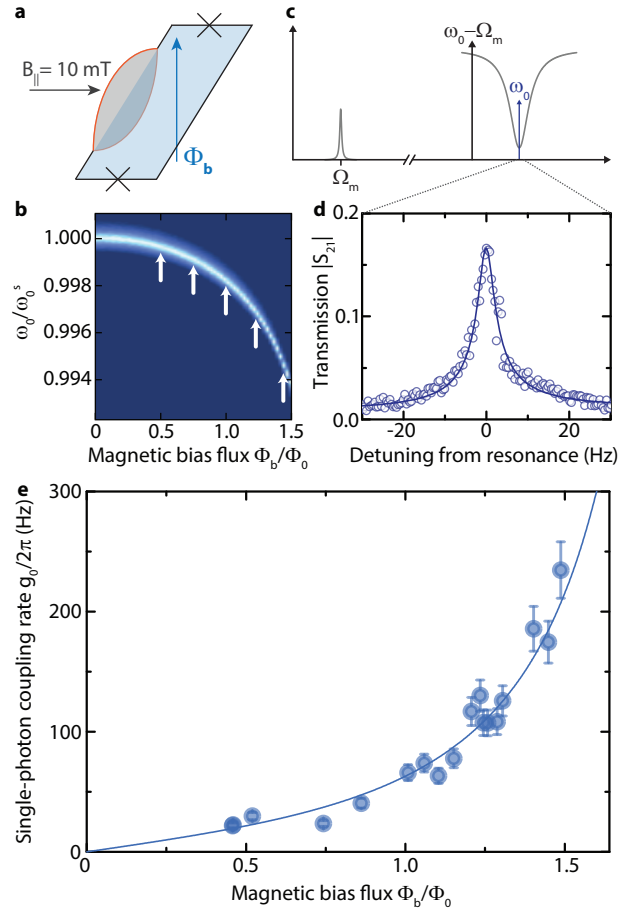 a
B|| = 10 mT
Φb
c
ω0–Ωm
ω0
Ωm
b
ω0/ω0s
1.000
0.998
0.996
0.994
0
0.5
1.0
1.5
Magnetic bias flux Φb/Φ0
d
Transmission |S21|
0.2
0.1
0.0
-20
0
20
Detuning from resonance (Hz)
e
Single-photon coupling rate g0/2π (Hz)
300
200
100
0
0
0.5
1.0
1.5
Magnetic bias flux Φb/Φ0